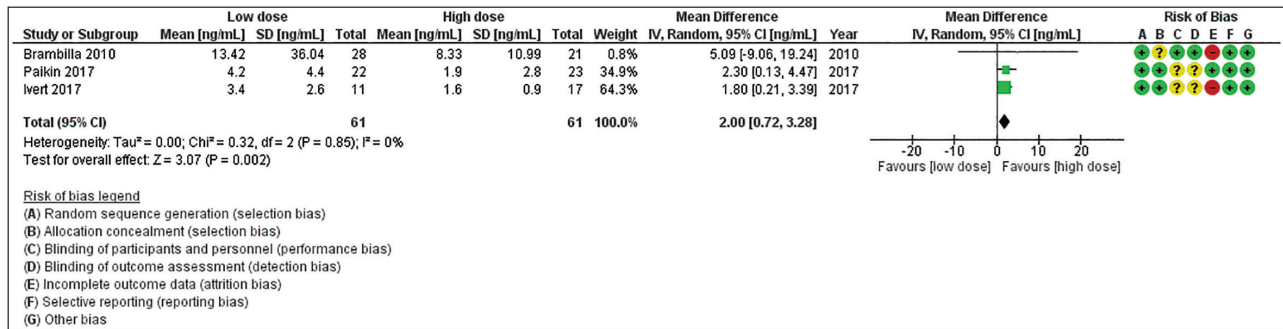 Low dose High dose Mean Difference Mean Difference Risk of Bias
Study or Subgroup Mean [ng/mL] SD [ng/mL] Total Mean [ng/mL] SD [ng/mL] Total Weight IV, Random, 95% CI [ng/mL] Year IV, Random, 95% CI [ng/mL] A B C D E F G
Brambilla 2010 13.42 36.04 28 8.33 10.99 21 0.8% 5.09 [-9.06, 19.24] 2010 + ? + + - + +
Paikin 2017 4.2 4.4 22 1.9 2.8 23 34.9% 2.30 [0.13, 4.47] 2017 + + ? ? + + +
Ivert 2017 3.4 2.6 11 1.6 0.9 17 64.3% 1.80 [0.21, 3.39] 2017 + + ? ? - + +
Total (95% CI) 61 61 100.0% 2.00 [0.72, 3.28]
Heterogeneity: Tau² = 0.00; Chi² = 0.32, df = 2 (P = 0.85); I² = 0%
Test for overall effect: Z = 3.07 (P = 0.002)
-20 -10 0 10 20
Favours [low dose] Favours [high dose]
Risk of bias legend
(A) Random sequence generation (selection bias)
(B) Allocation concealment (selection bias)
(C) Blinding of participants and personnel (performance bias)
(D) Blinding of outcome assessment (detection bias)
(E) Incomplete outcome data (attrition bias)
(F) Selective reporting (reporting bias)
(G) Other bias